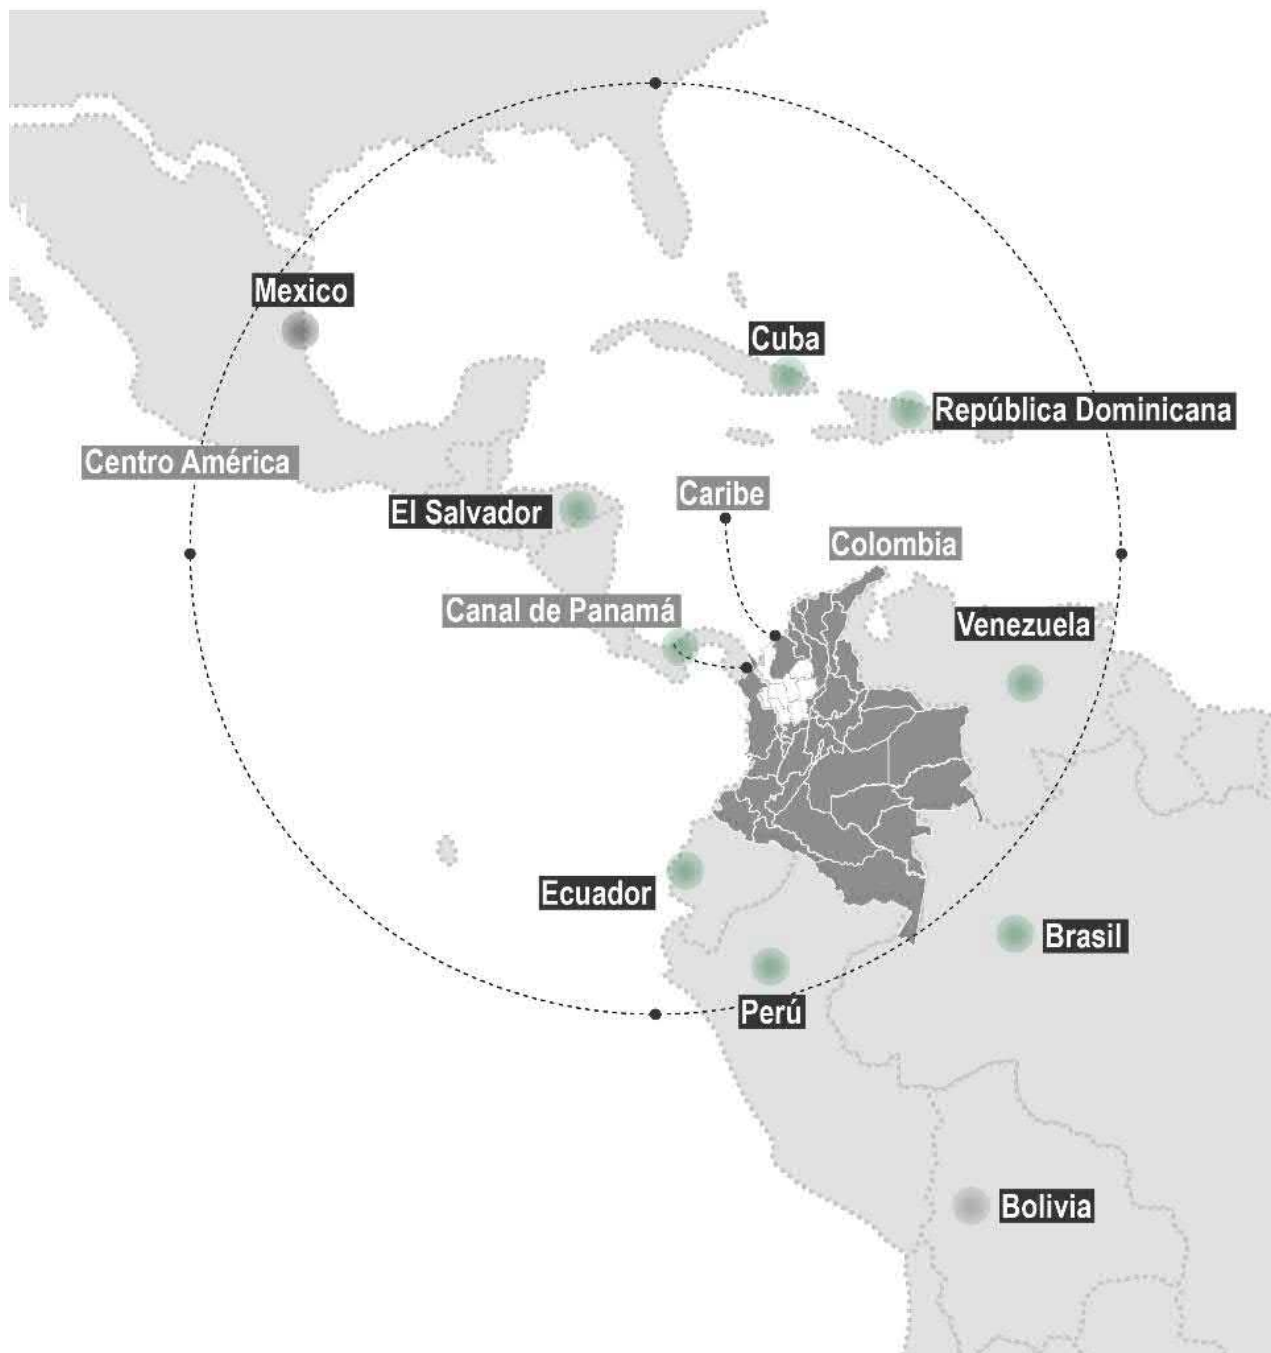 Mexico
Cuba
República Dominicana
Centro América
Caribe
El Salvador
Colombia
Canal de Panamá
Venezuela
Ecuador
Brasil
Perú
Bolivia